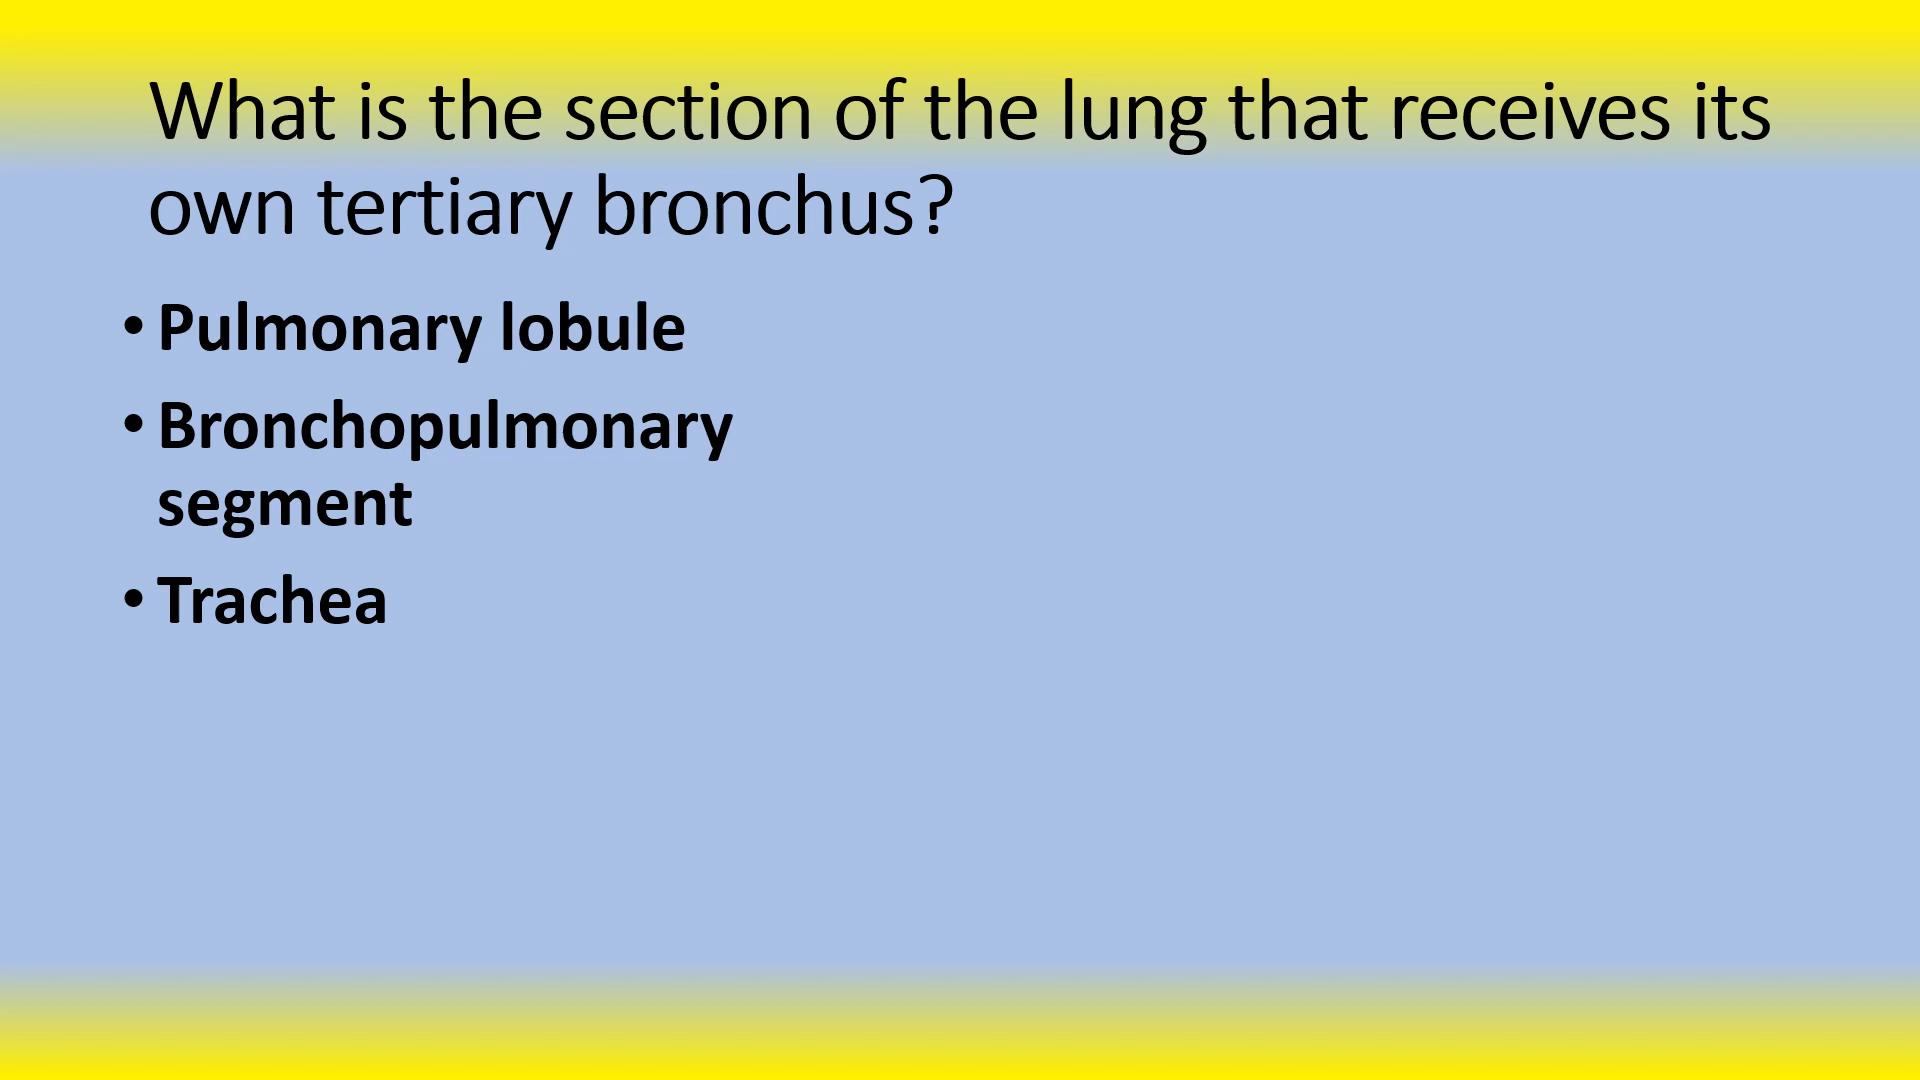 What is the section of the lung that receives its
own tertiary bronchus?
• Pulmonary lobule
• Bronchopulmonary
segment
• Trachea